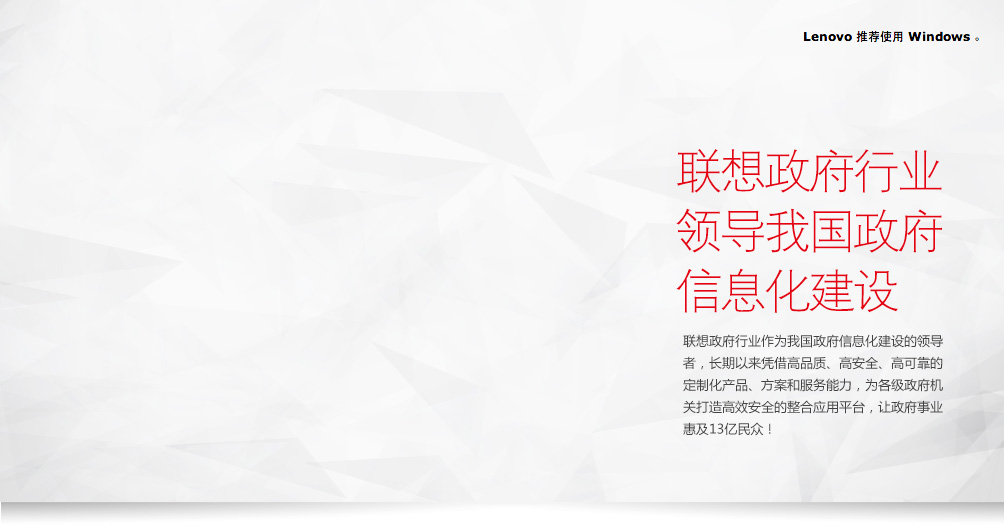 Lenovo 推荐使用 Windows 。
联想政府行业
领导我国政府
信息化建设
联想政府行业作为我国政府信息化建设的领导
者，长期以来凭借高品质、高安全、高可靠的
定制化产品、方案和服务能力，为各级政府机
关打造高效安全的整合应用平台，让政府事业
惠及13亿民众！